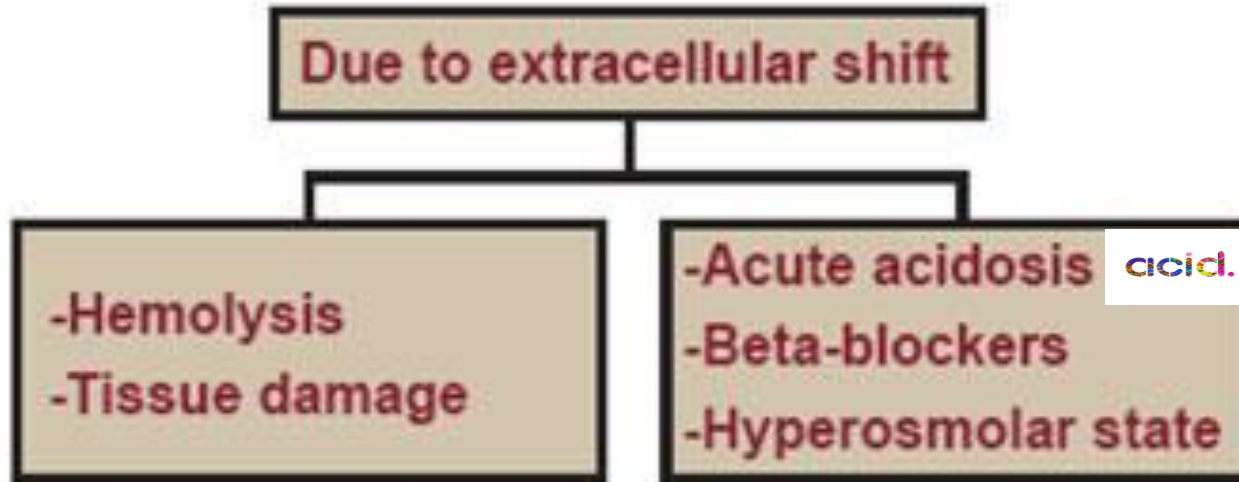 Due to extracellular shift
-Hemolysis
-Tissue damage
-Acute acidosis
acid.
-Beta-blockers
-Hyperosmolar state